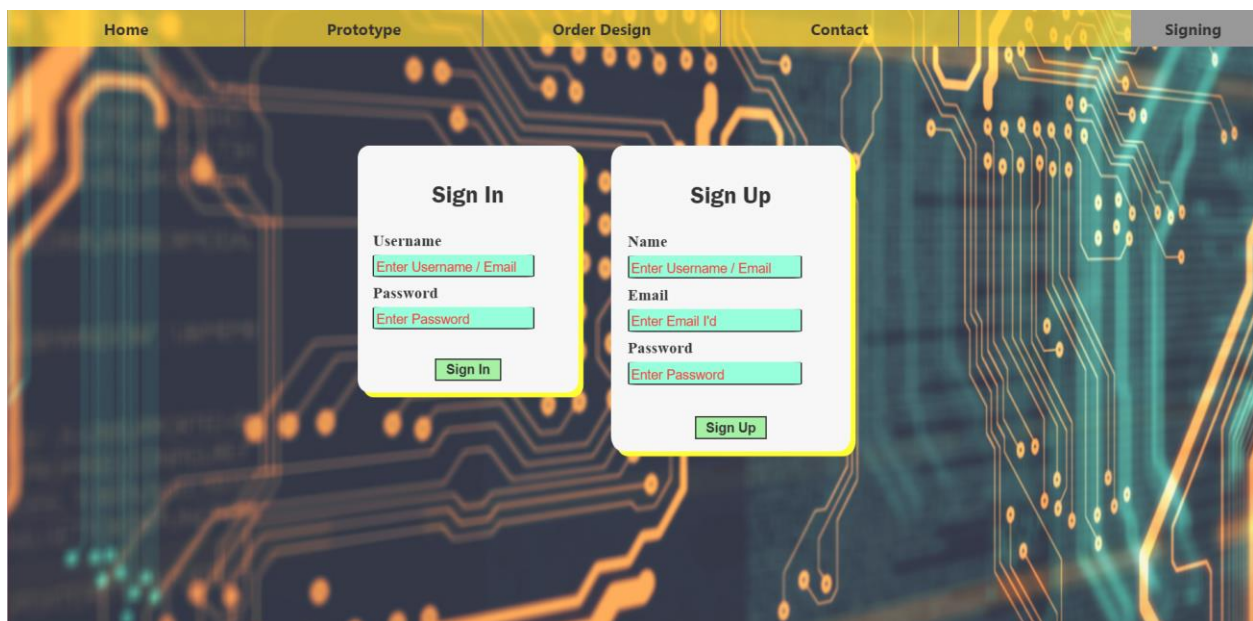 Home Prototype Order Design Contact Signing
Sign In
Username
Enter Username / Email
Password
Enter Password
Sign In
Sign Up
Name
Enter Username / Email
Email
Enter Email I'd
Password
Enter Password
Sign Up